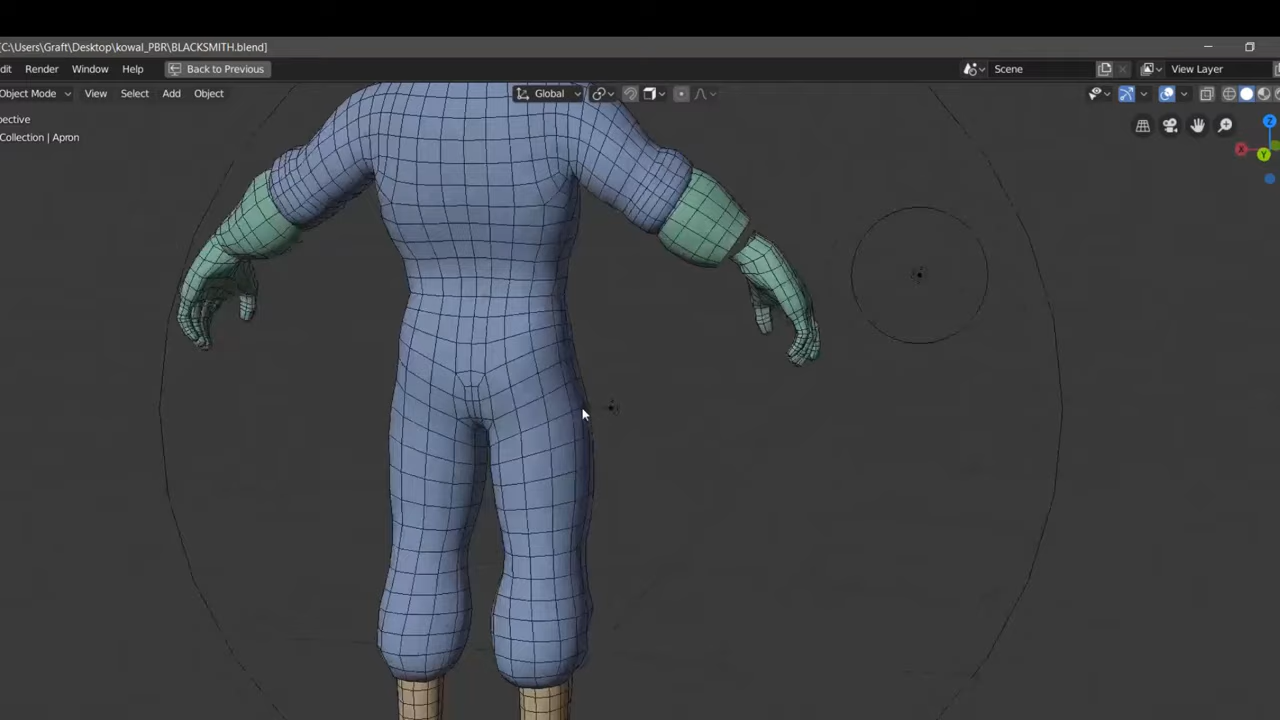 [C:\Users\Graft\Desktop\kowal_PBR\BLACKSMITH.blend]
dit Render Window Help Back to Previous Scene View Layer
Object Mode View Select Add Object Global
spective
Collection | Apron
Z
X
Y